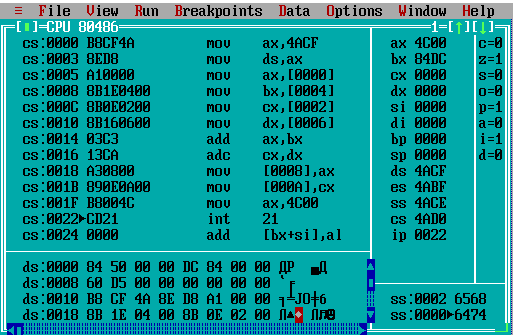 ≡ File View Run Breakpoints Data Options Window Help
[■]=CPU 80486 1=[↑][↓]
cs:0000 B8CF4A mov ax,4ACF ax 4C00 c=0
cs:0003 8ED8 mov ds,ax bx 84DC z=1
cs:0005 A10000 mov ax,[0000] cx 0000 s=0
cs:0008 8B1E0400 mov bx,[0004] dx 0000 o=0
cs:000C 8B0E0200 mov cx,[0002] si 0000 p=1
cs:0010 8B160600 mov dx,[0006] di 0000 a=0
cs:0014 03C3 add ax,bx bp 0000 i=1
cs:0016 13CA adc cx,dx sp 0000 d=0
cs:0018 A30800 mov [0008],ax ds 4ACF
cs:001B 890E0A00 mov [000A],cx es 4ABF
cs:001F B8004C mov ax,4C00 ss 4ACE
cs:0022►CD21 int 21 cs 4AD0
cs:0024 0000 add [bx+si],al ip 0022
ds:0000 84 50 00 00 DC 84 00 00 ДP ▄Д
ds:0008 60 D5 00 00 00 00 00 00
ds:0010 B8 CF 4A 8E D8 A1 00 00 ss:0002 6568
ds:0018 8B 1E 04 00 8B 0E 02 00 ss:0000►6474